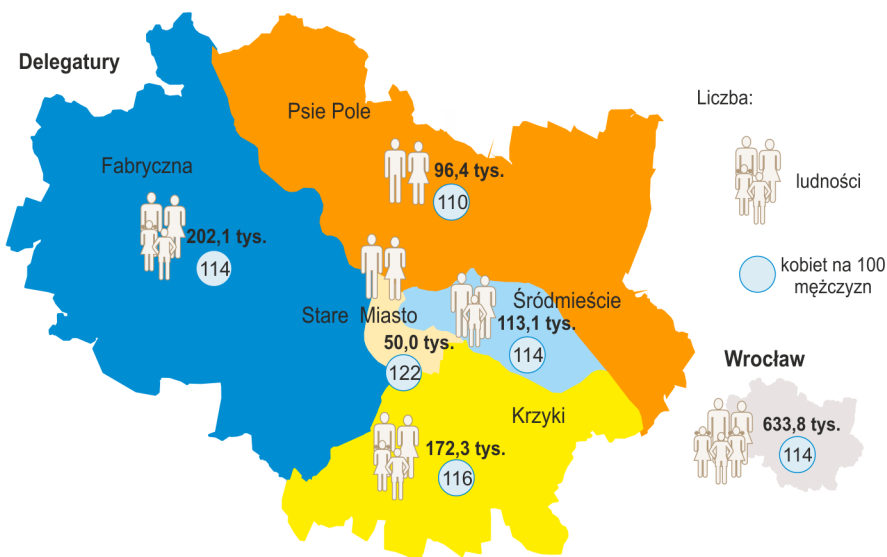 Delegatury
Psie Pole
96,4 tys.
110
Fabryczna
202,1 tys.
114
Stare Miasto
50,0 tys.
122
Śródmieście
113,1 tys.
114
Krzyki
172,3 tys.
116
Liczba:
ludności
kobiet na 100
mężczyzn
Wrocław
633,8 tys.
114